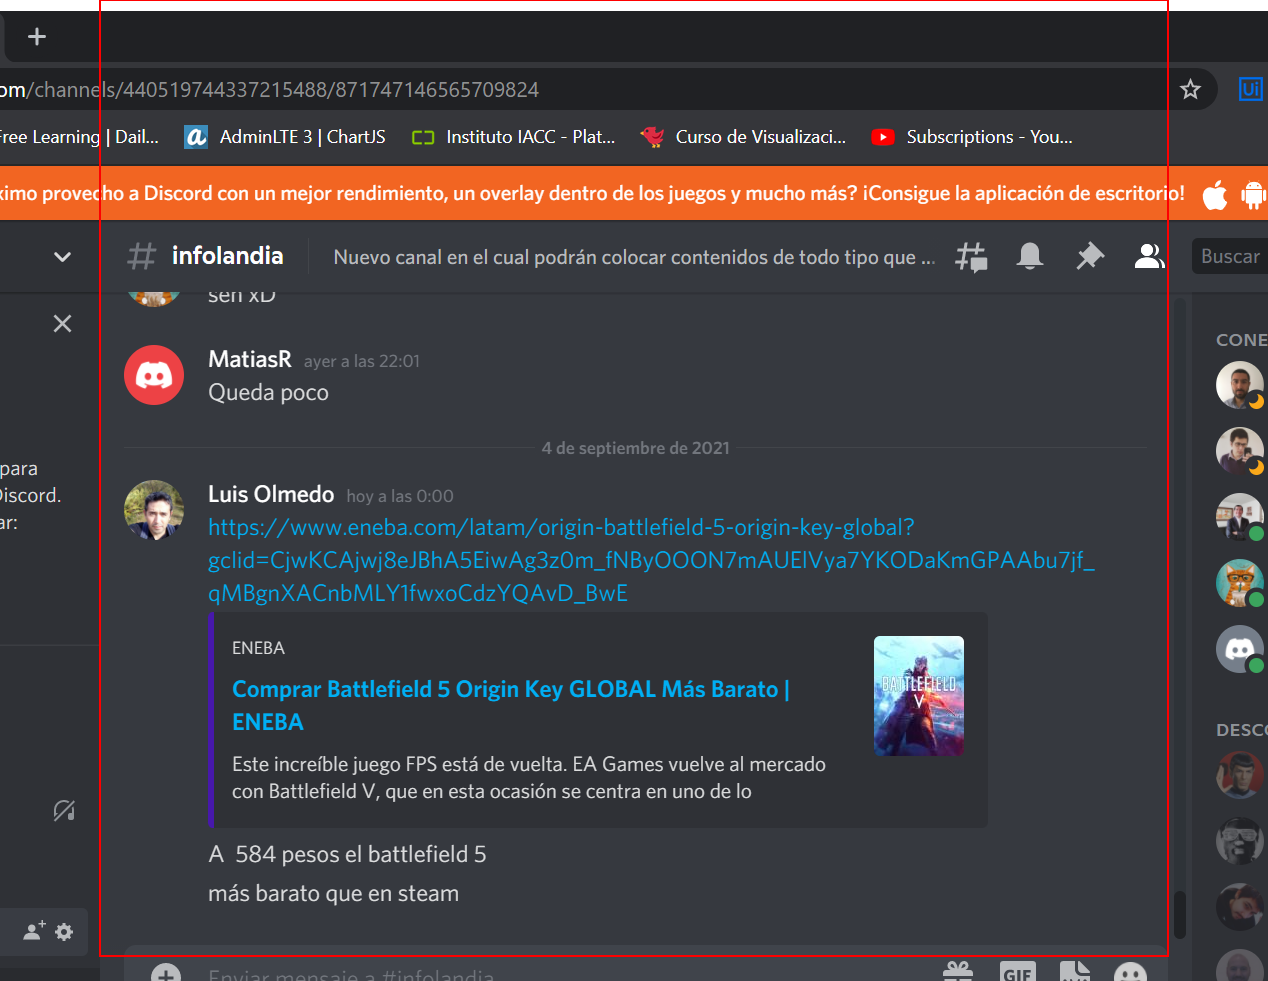 om/channels/440519744337215488/871747146565709824
Free Learning | Dail...
AdminLTE 3 | ChartJS
Instituto IACC - Plat...
Curso de Visualizaci...
Subscriptions - You...
ximo provecho a Discord con un mejor rendimiento, un overlay dentro de los juegos y mucho más? ¡Consigue la aplicación de escritorio!
infolandia
Nuevo canal en el cual podrán colocar contenidos de todo tipo que ...
Buscar
sen xD
MatiasR ayer a las 22:01
Queda poco
4 de septiembre de 2021
Luis Olmedo hoy a las 0:00
https://www.eneba.com/latam/origin-battlefield-5-origin-key-global?
gclid=CjwKCAjwj8eJBhA5EiwAg3z0m_fNByOOON7mAUElVya7YKODaKmGPAAbu7jf_
qMBgnXACnbMLY1fwxoCdzYQAvD_BwE
ENEBA
Comprar Battlefield 5 Origin Key GLOBAL Más Barato |
ENEBA
Este increíble juego FPS está de vuelta. EA Games vuelve al mercado
con Battlefield V, que en esta ocasión se centra en uno de lo
BATTLEFIELD
V
A  584 pesos el battlefield 5
más barato que en steam
Enviar mensaje a #infolandia
GIF
para
Discord.
ar:
CONE
DESCO
Ui